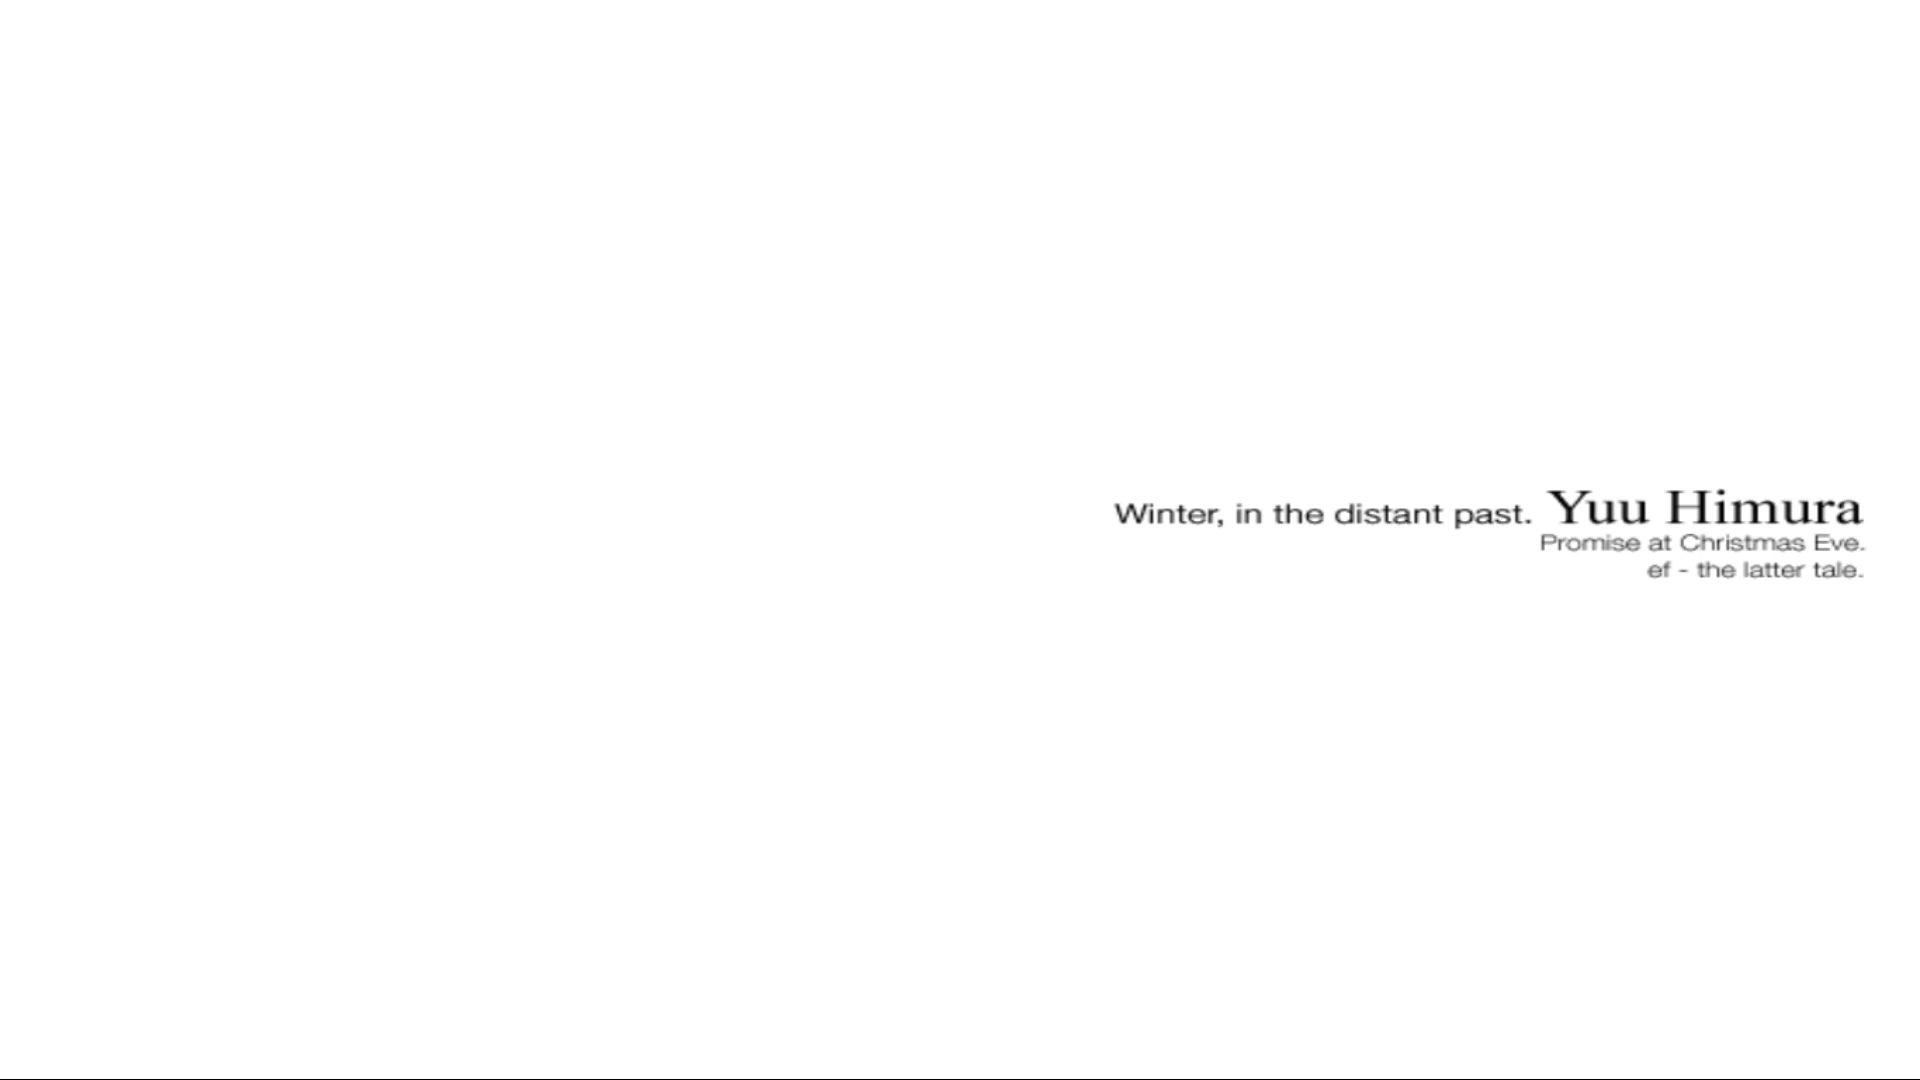 Winter, in the distant past. Yuu Himura
Promise at Christmas Eve.
ef - the latter tale.